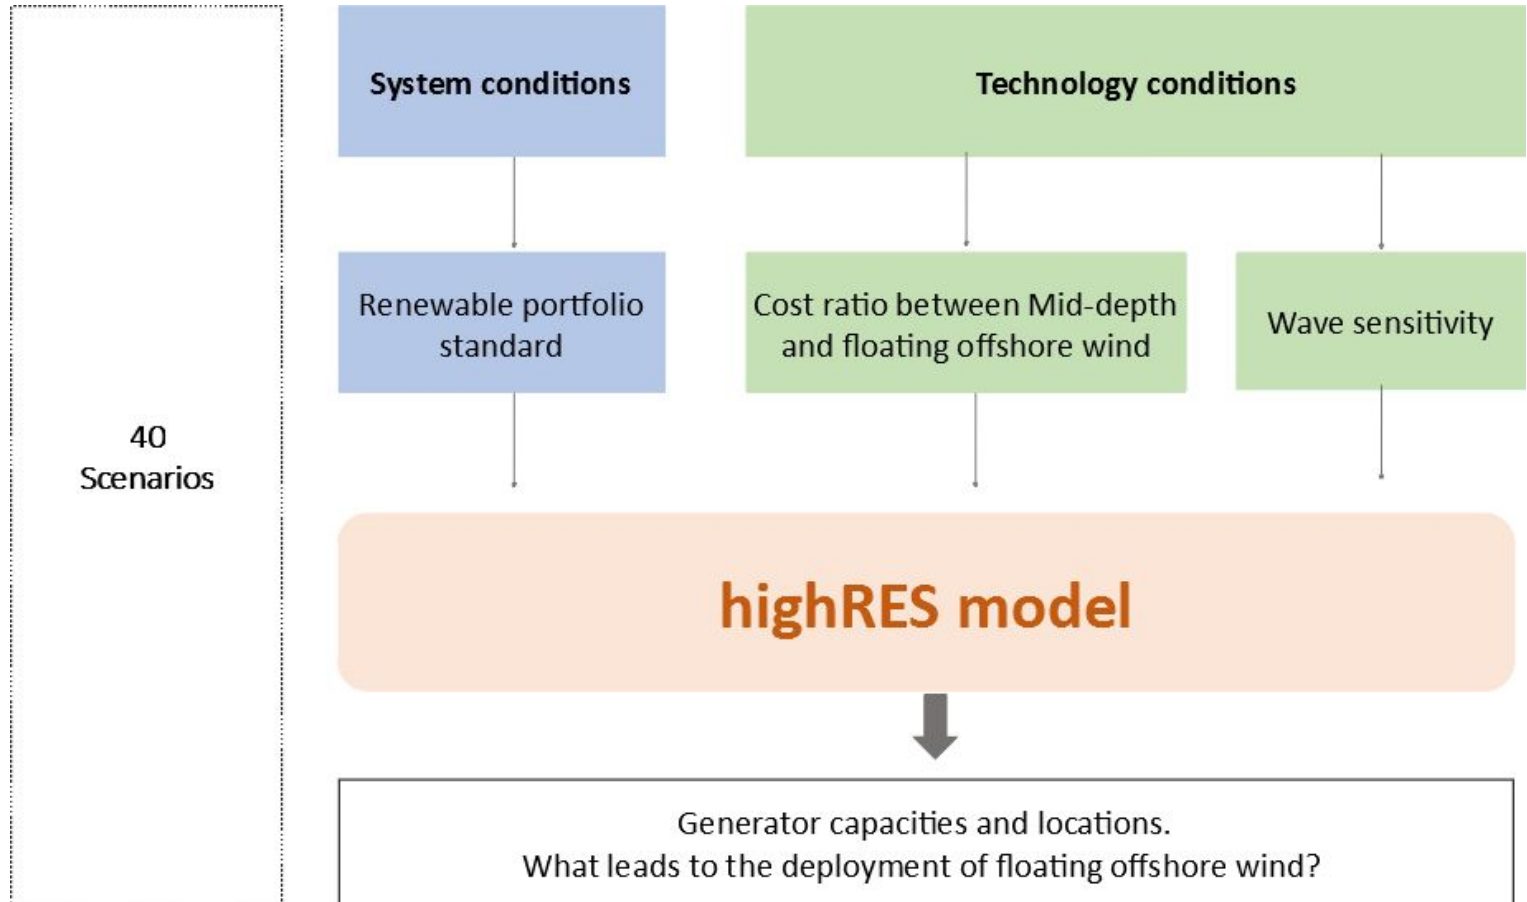 System conditions
Technology conditions
Renewable portfolio
standard
Cost ratio between Mid-depth
and floating offshore wind
Wave sensitivity
40
Scenarios
highRES model
Generator capacities and locations.
What leads to the deployment of floating offshore wind?